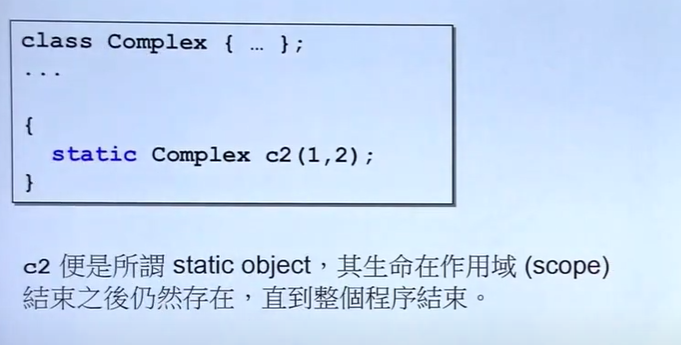 class Complex { … };
...
{
static Complex c2(1,2);
}
c2 便是所謂 static object，其生命在作用域 (scope)
結束之後仍然存在，直到整個程序結束。